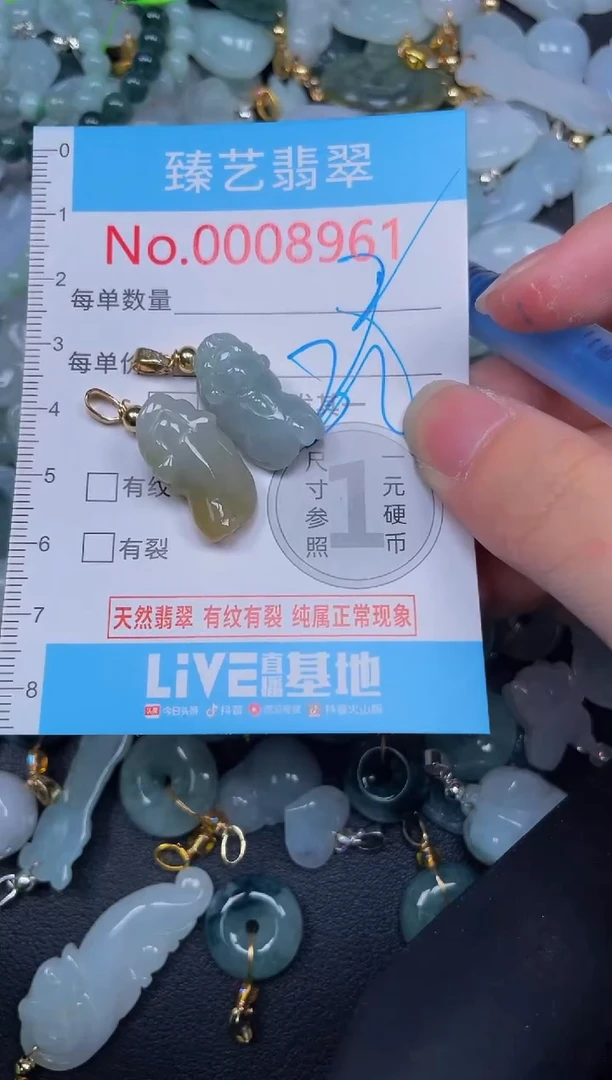 臻艺翡翠
No.0008961
每单数量
每单价
有纹
有裂
尺寸参照
1
一元硬币
天然翡翠 有纹有裂 纯属正常现象
LiVE直播基地
今日头条 抖音 抖音火山版
0
1
2
3
4
5
6
7
8